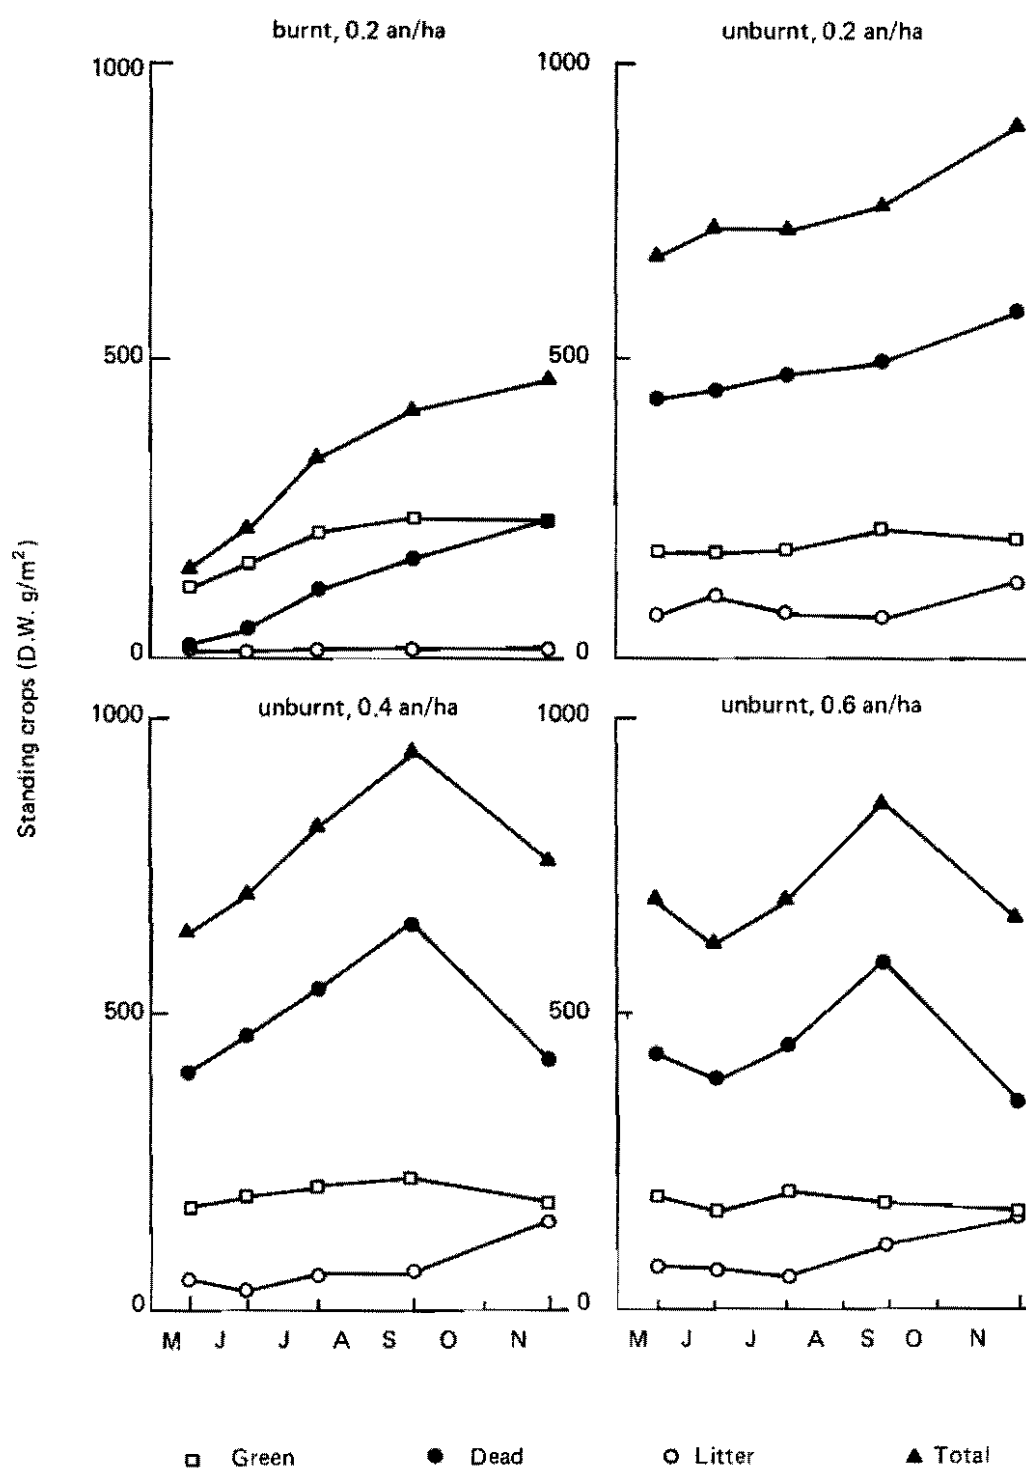 burnt, 0.2 an/ha
unburnt, 0.2 an/ha
1000
1000
500
500
0
0
Standing crops (D.W. g/m²)
unburnt, 0.4 an/ha
unburnt, 0.6 an/ha
1000
1000
500
500
0
0
M J J A S O N
M J J A S O N
Green Dead Litter Total